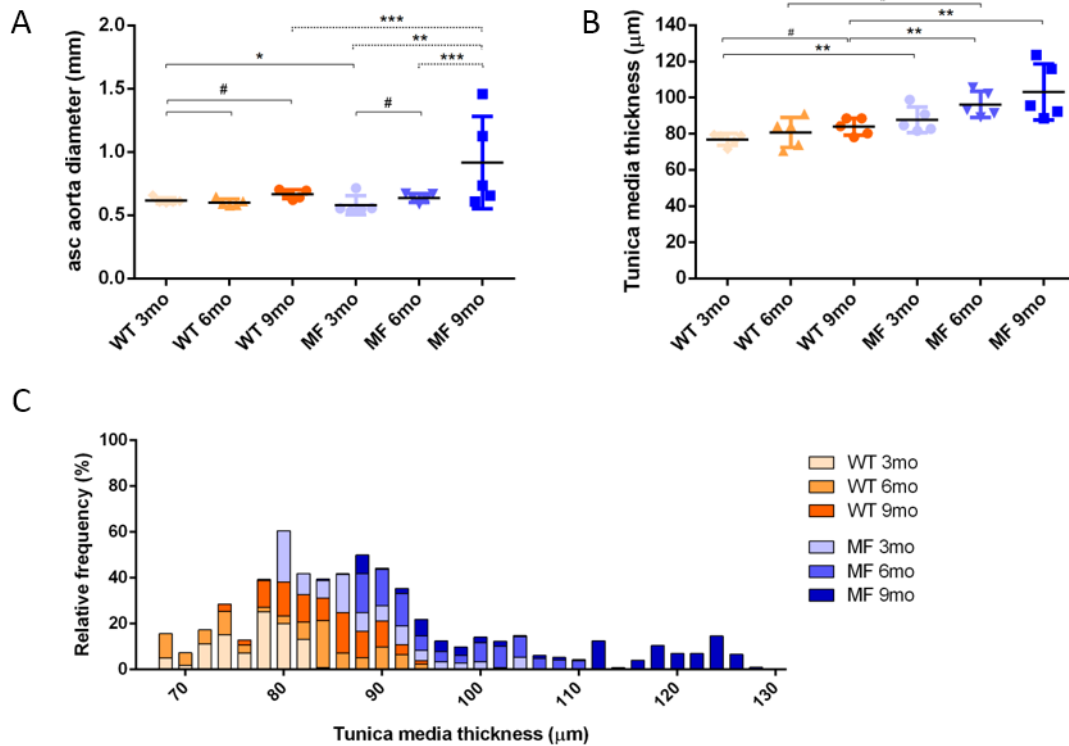 A
asc aorta diameter (mm)
2.0
1.5
1.0
0.5
0.0
***
**
*
***
#
#
WT 3mo
WT 6mo
WT 9mo
MF 3mo
MF 6mo
MF 9mo
B
Tunica media thickness (µm)
140
120
100
80
60
40
20
0
**
#
**
**
WT 3mo
WT 6mo
WT 9mo
MF 3mo
MF 6mo
MF 9mo
C
Relative frequency (%)
100
80
60
40
20
0
70
80
90
100
110
120
130
Tunica media thickness (µm)
WT 3mo
WT 6mo
WT 9mo
MF 3mo
MF 6mo
MF 9mo